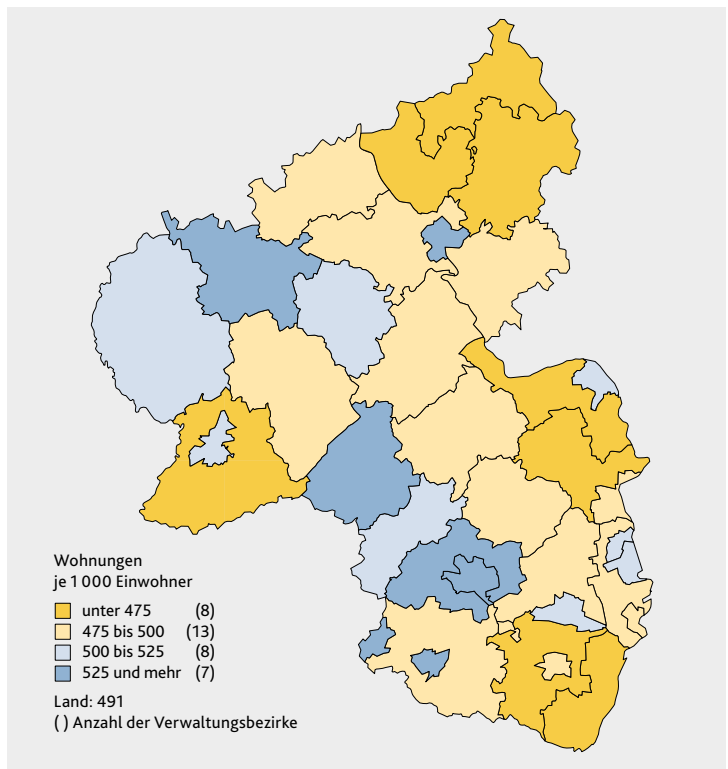 Wohnungen
je 1 000 Einwohner
unter 475 (8)
475 bis 500 (13)
500 bis 525 (8)
525 und mehr (7)
Land: 491
( ) Anzahl der Verwaltungsbezirke